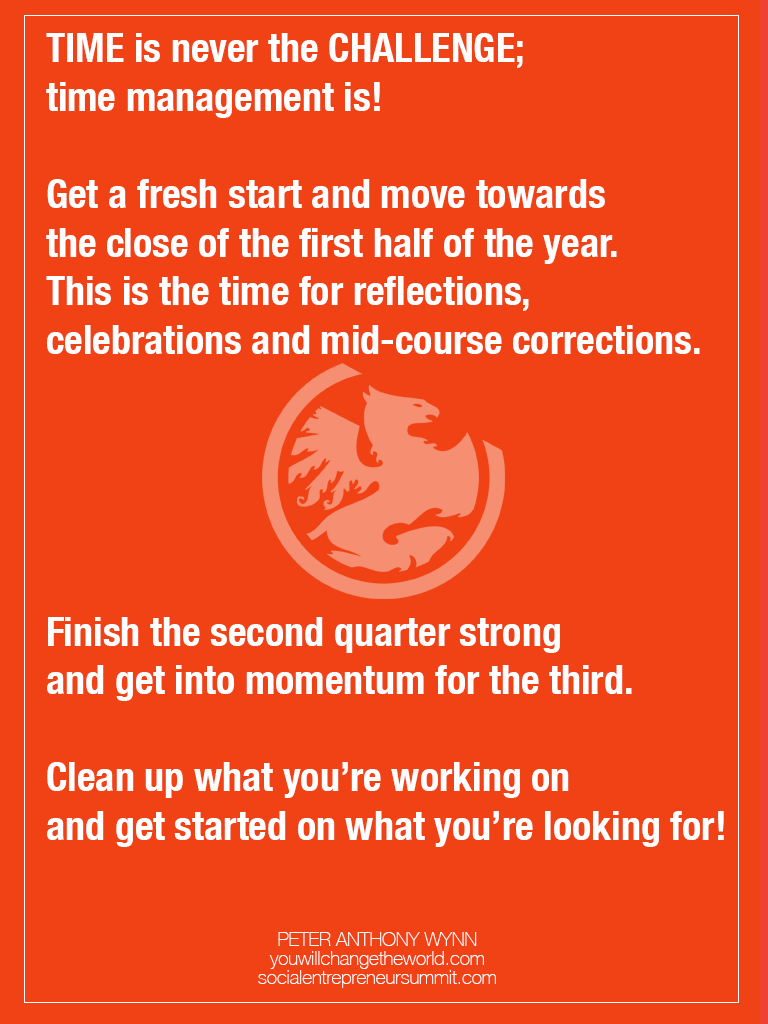 TIME is never the CHALLENGE;
time management is!
Get a fresh start and move towards
the close of the first half of the year.
This is the time for reflections,
celebrations and mid-course corrections.
Finish the second quarter strong
and get into momentum for the third.
Clean up what you’re working on
and get started on what you’re looking for!
PETER ANTHONY WYNN
youwillchangetheworld.com
socialentrepreneursummit.com